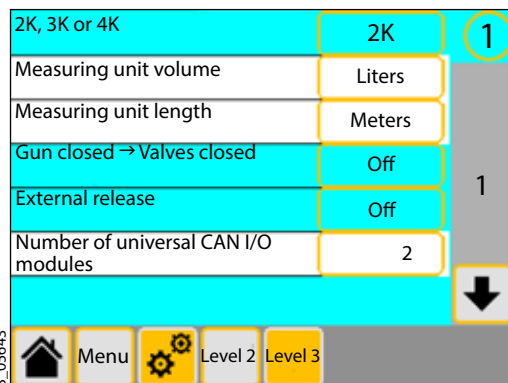 2K, 3K or 4K
2K
1
Measuring unit volume
Liters
Measuring unit length
Meters
Gun closed → Valves closed
Off
External release
Off
1
Number of universal CAN I/O
modules
2
Menu
Level 2
Level 3